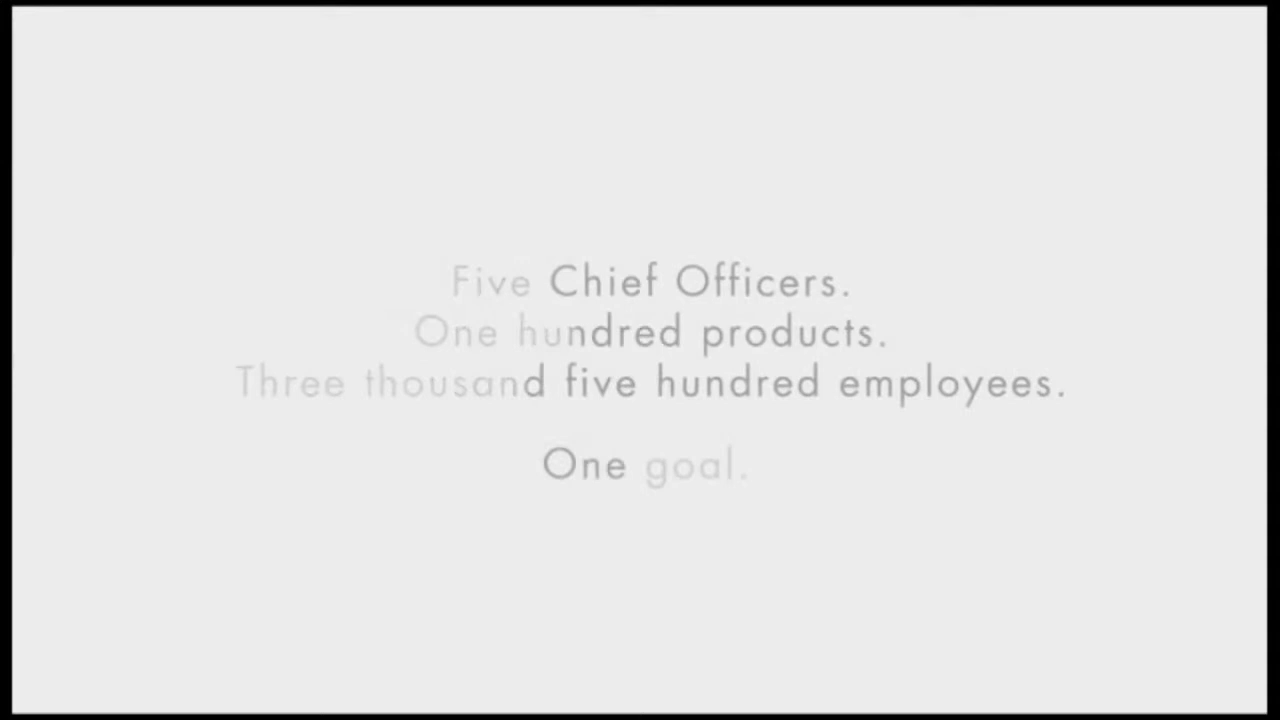 Five Chief Officers.
One hundred products.
Three thousand five hundred employees.
One goal.